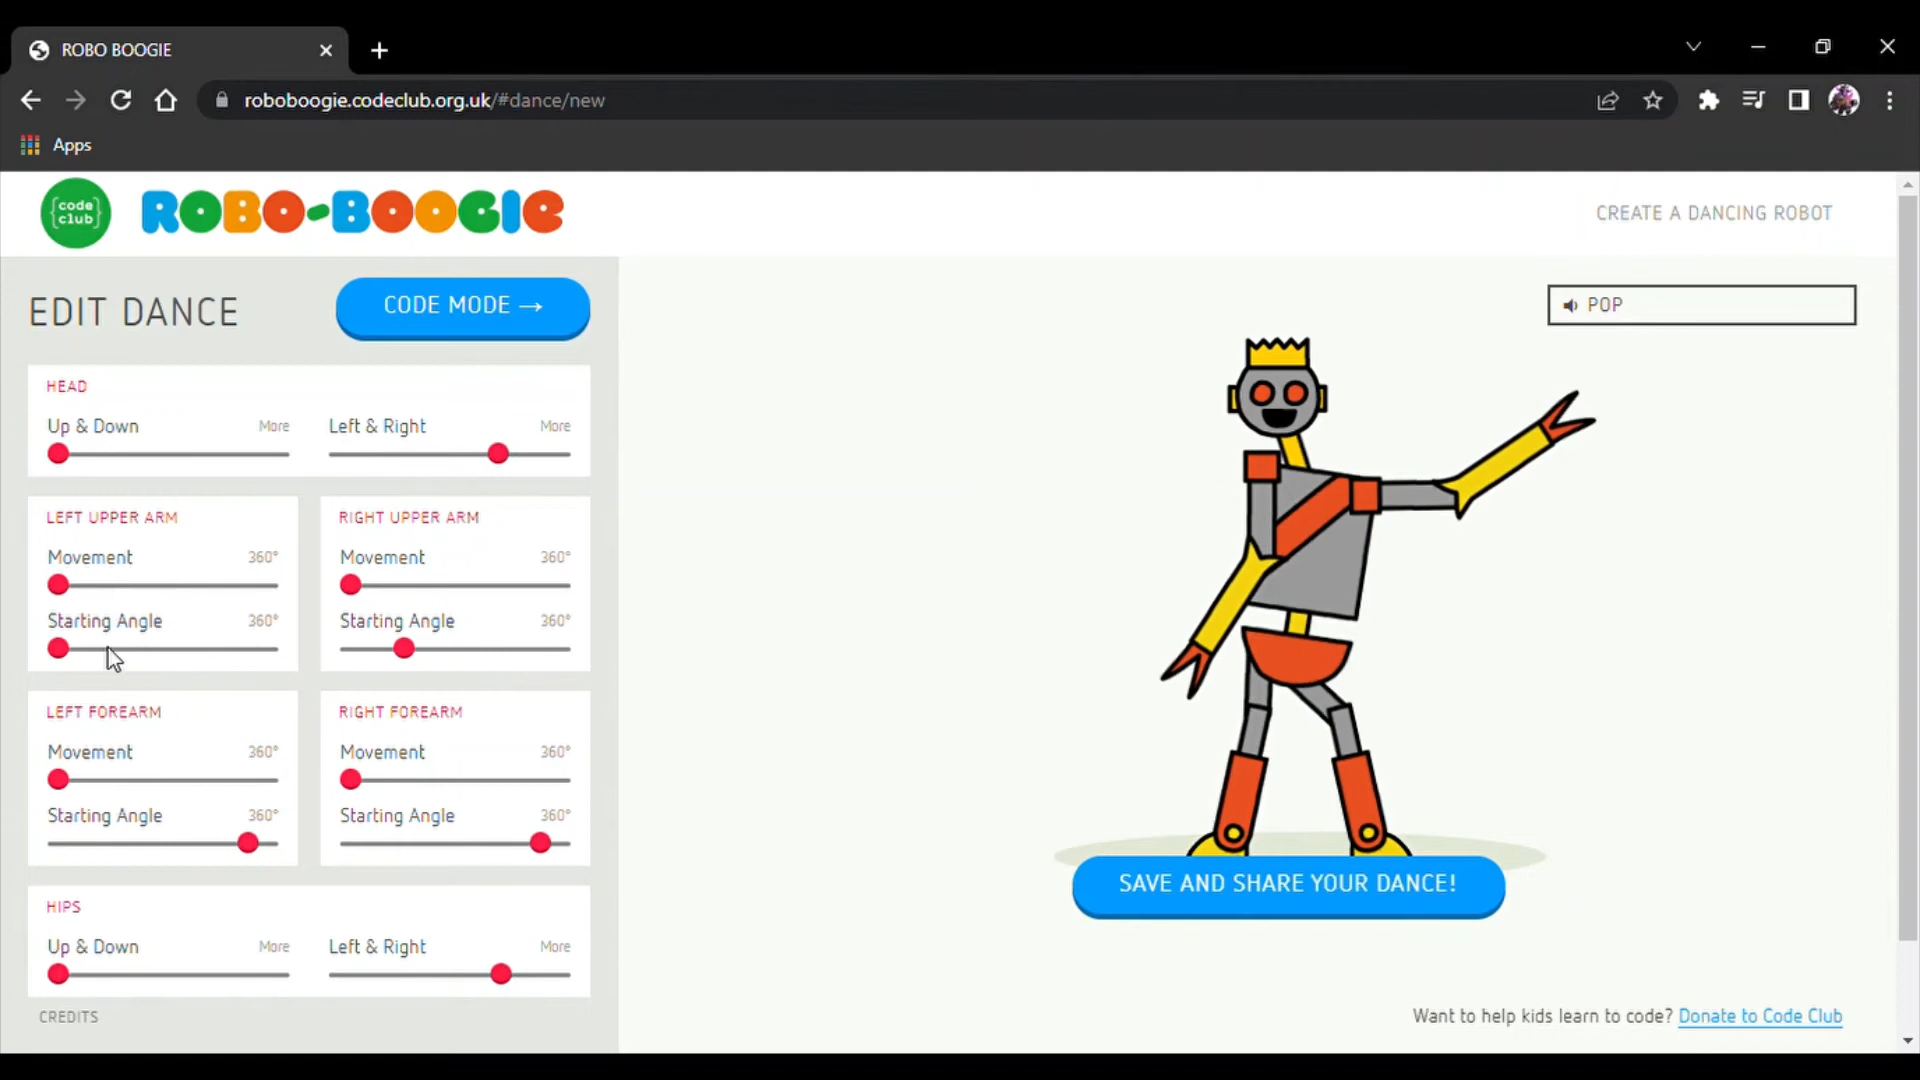 ROBO BOOGIE
roboboogie.codeclub.org.uk/#dance/new
Apps
{code club}
ROBO-BOOGIE
CREATE A DANCING ROBOT
EDIT DANCE
CODE MODE →
POP
HEAD
Up & Down More Left & Right More
LEFT UPPER ARM RIGHT UPPER ARM
Movement 360° Movement 360°
Starting Angle 360° Starting Angle 360°
LEFT FOREARM RIGHT FOREARM
Movement 360° Movement 360°
Starting Angle 360° Starting Angle 360°
SAVE AND SHARE YOUR DANCE!
HIPS
Up & Down More Left & Right More
CREDITS
Want to help kids learn to code? Donate to Code Club